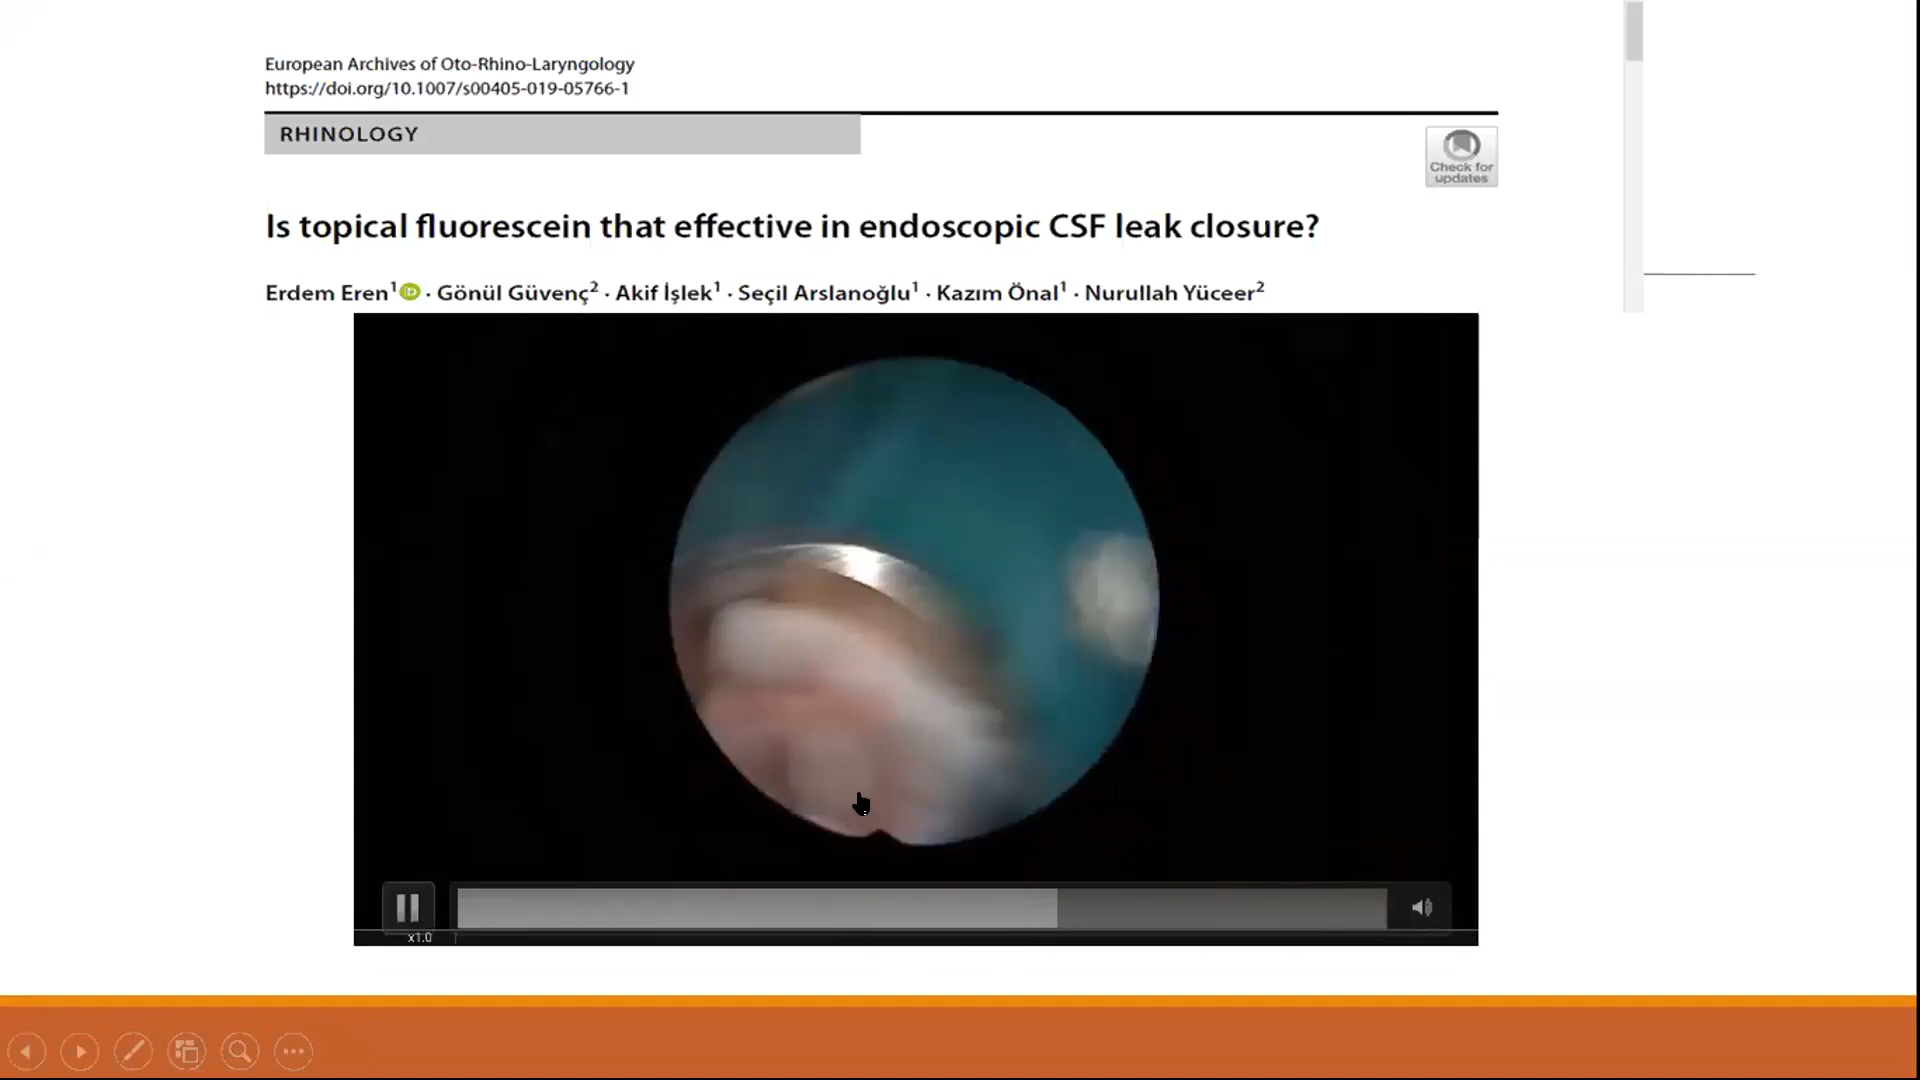 European Archives of Oto-Rhino-Laryngology
https://doi.org/10.1007/s00405-019-05766-1
RHINOLOGY
Check for
updates
Is topical fluorescein that effective in endoscopic CSF leak closure?
Erdem Eren¹ · Gönül Güvenç² · Akif İşlek¹ · Seçil Arslanoğlu¹ · Kazım Önal¹ · Nurullah Yüceer²
x1.0